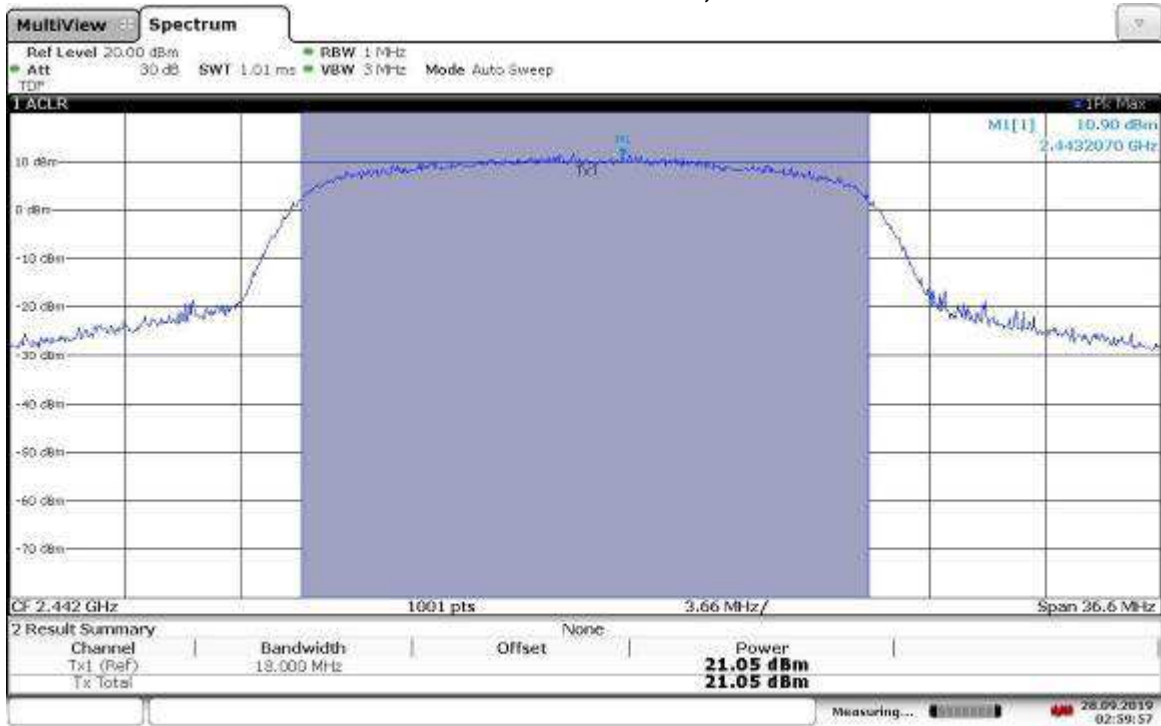 MultiView Spectrum
Ref Level 20.00 dBm RBW 1 MHz
Att 30 dB SWT 1.01 ms VBW 3 MHz Mode Auto Sweep
TDF
1 ACLR 1Pk Max
M1[1] 10.90 dBm
2.4432070 GHz
M1
10 dBm
Tx1
0 dBm
-10 dBm
-20 dBm
-30 dBm
-40 dBm
-50 dBm
-60 dBm
-70 dBm
CF 2.442 GHz 1001 pts 3.66 MHz/ Span 36.6 MHz
2 Result Summary None
Channel Bandwidth Offset Power
Tx1 (Ref) 18.000 MHz 21.05 dBm
Tx Total 21.05 dBm
Measuring... 28.09.2019
02:59:57